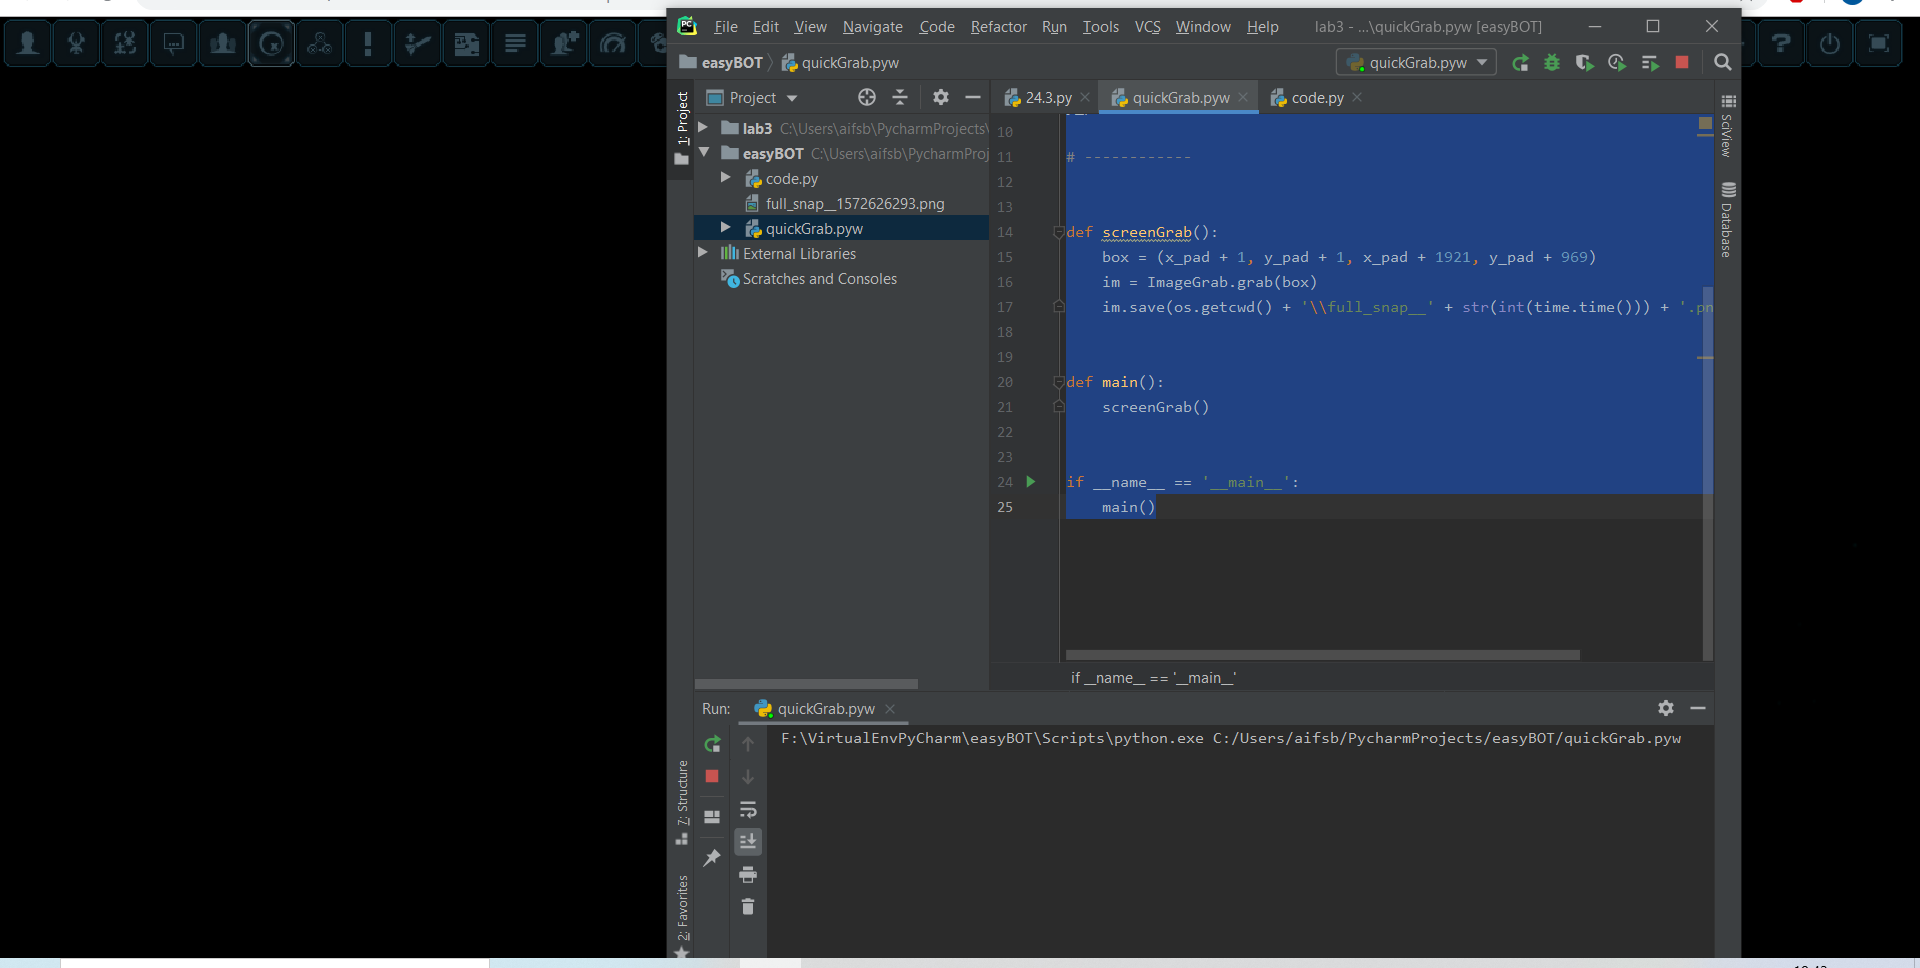 File Edit View Navigate Code Refactor Run Tools VCS Window Help lab3 - ...\quickGrab.pyw [easyBOT]
easyBOT quickGrab.pyw quickGrab.pyw
1: Project
Project
24.3.py quickGrab.pyw code.py
lab3 C:\Users\aifsb\PycharmProjects\
easyBOT C:\Users\aifsb\PycharmProj
code.py
full_snap__1572626293.png
quickGrab.pyw
External Libraries
Scratches and Consoles
10
11 # ------------
12
13
14 def screenGrab():
15 box = (x_pad + 1, y_pad + 1, x_pad + 1921, y_pad + 969)
16 im = ImageGrab.grab(box)
17 im.save(os.getcwd() + '\\full_snap__' + str(int(time.time())) + '.pn
18
19
20 def main():
21 screenGrab()
22
23
24 if __name__ == '__main__':
25 main()
if __name__ == '__main__'
SciView
Database
Run: quickGrab.pyw
F:\VirtualEnvPyCharm\easyBOT\Scripts\python.exe C:/Users/aifsb/PycharmProjects/easyBOT/quickGrab.pyw
7: Structure
2: Favorites